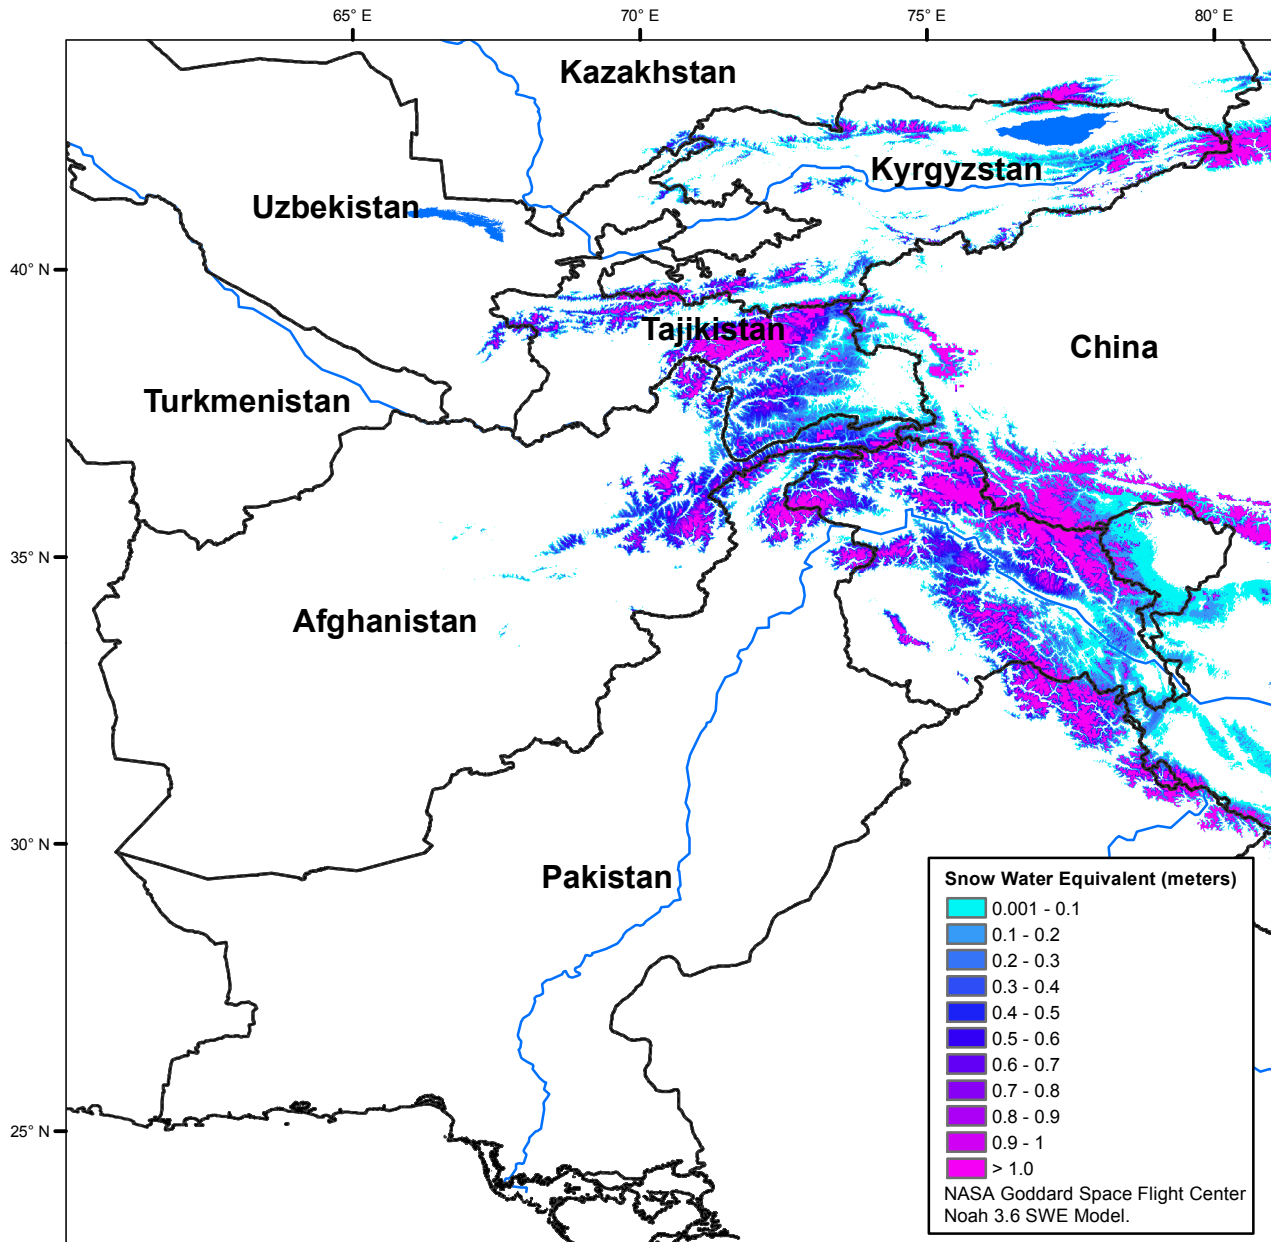 65° E
70° E
75° E
80° E
Kazakhstan
Kyrgyzstan
Uzbekistan
40° N
Tajikistan
China
Turkmenistan
35° N
Afghanistan
30° N
Pakistan
25° N
Snow Water Equivalent (meters)
0.001 - 0.1
0.1 - 0.2
0.2 - 0.3
0.3 - 0.4
0.4 - 0.5
0.5 - 0.6
0.6 - 0.7
0.7 - 0.8
0.8 - 0.9
0.9 - 1
> 1.0
NASA Goddard Space Flight Center
Noah 3.6 SWE Model.